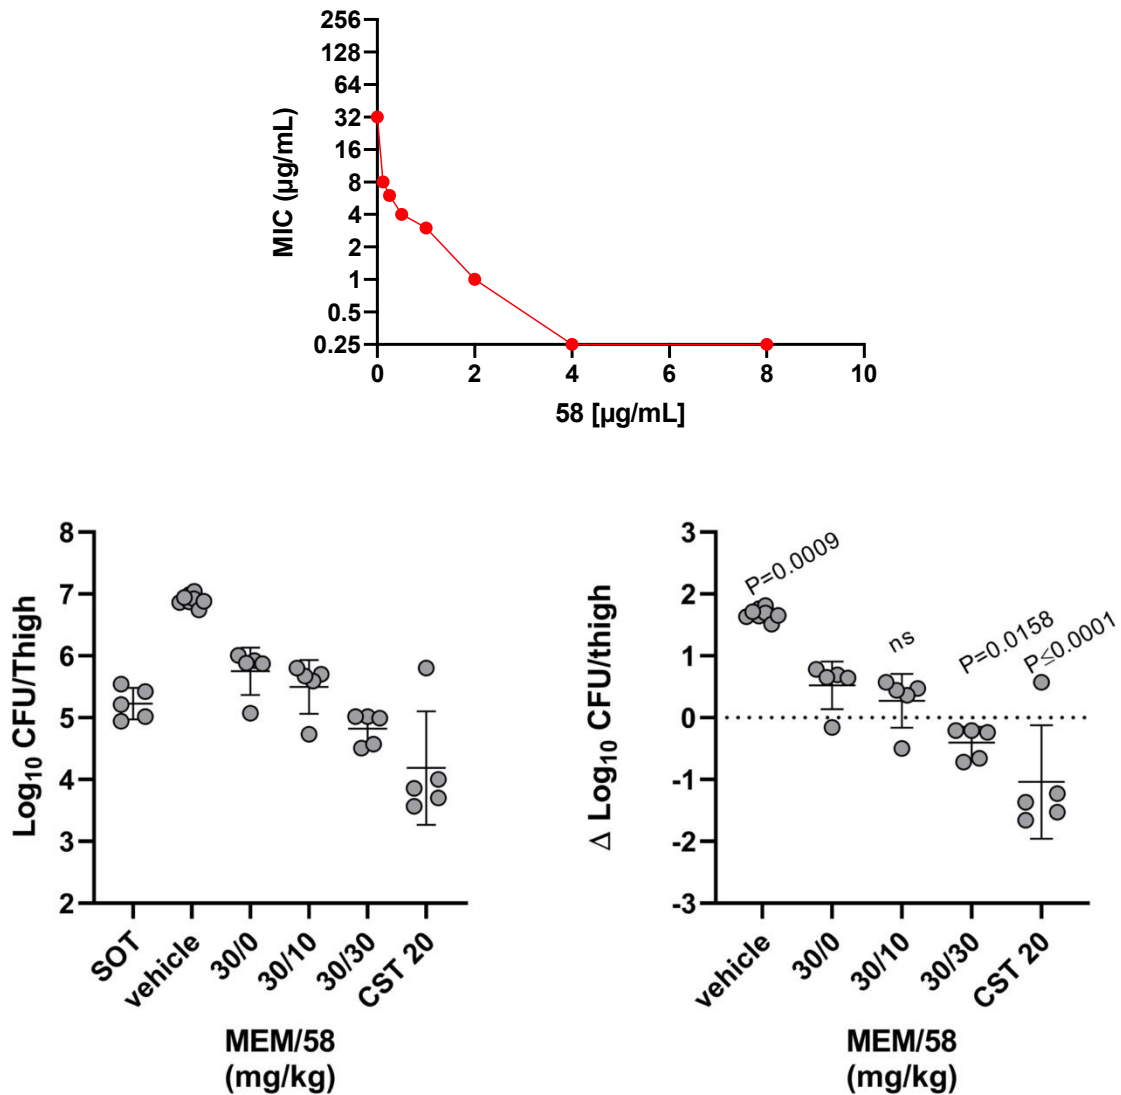 256
128
64
32
16
8
4
2
1
0.5
0.25
MIC (µg/mL)
0 2 4 6 8 10
58 [µg/mL]
8
7
6
5
4
3
2
Log10 CFU/Thigh
SOT
vehicle
30/0
30/10
30/30
CST 20
MEM/58
(mg/kg)
3
2
1
0
-1
-2
-3
Δ Log10 CFU/thigh
P=0.0009
ns
P=0.0158
P≤0.0001
vehicle
30/0
30/10
30/30
CST 20
MEM/58
(mg/kg)